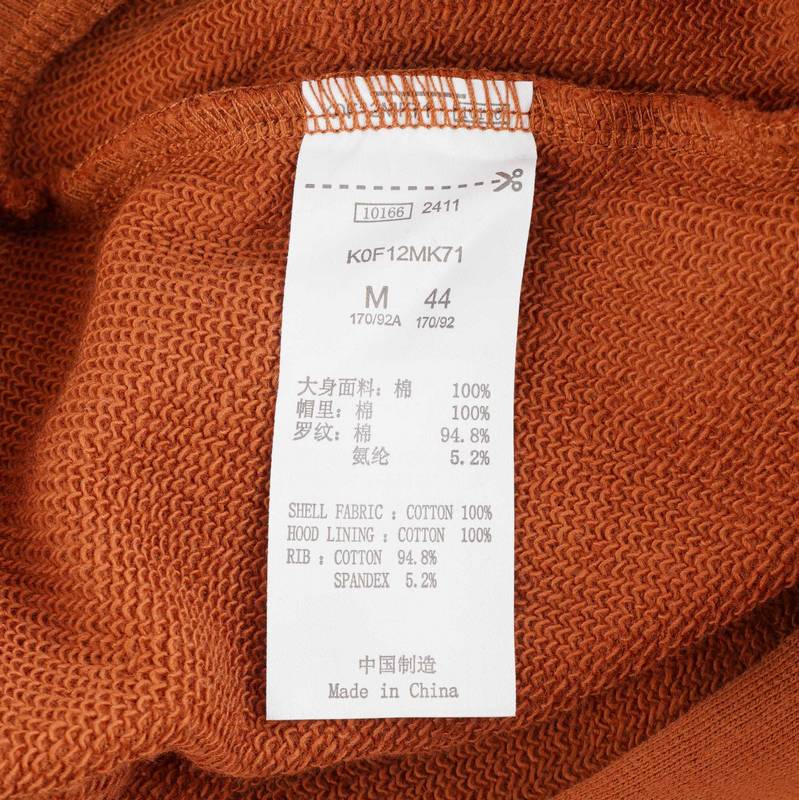 10166 2411
K0F12MK71
M 44
170/92A 170/92
大身面料：棉 100%
帽里：棉 100%
罗纹：棉 94.8%
氨纶 5.2%
SHELL FABRIC : COTTON 100%
HOOD LINING : COTTON 100%
RIB : COTTON 94.8%
SPANDEX 5.2%
中国制造
Made in China